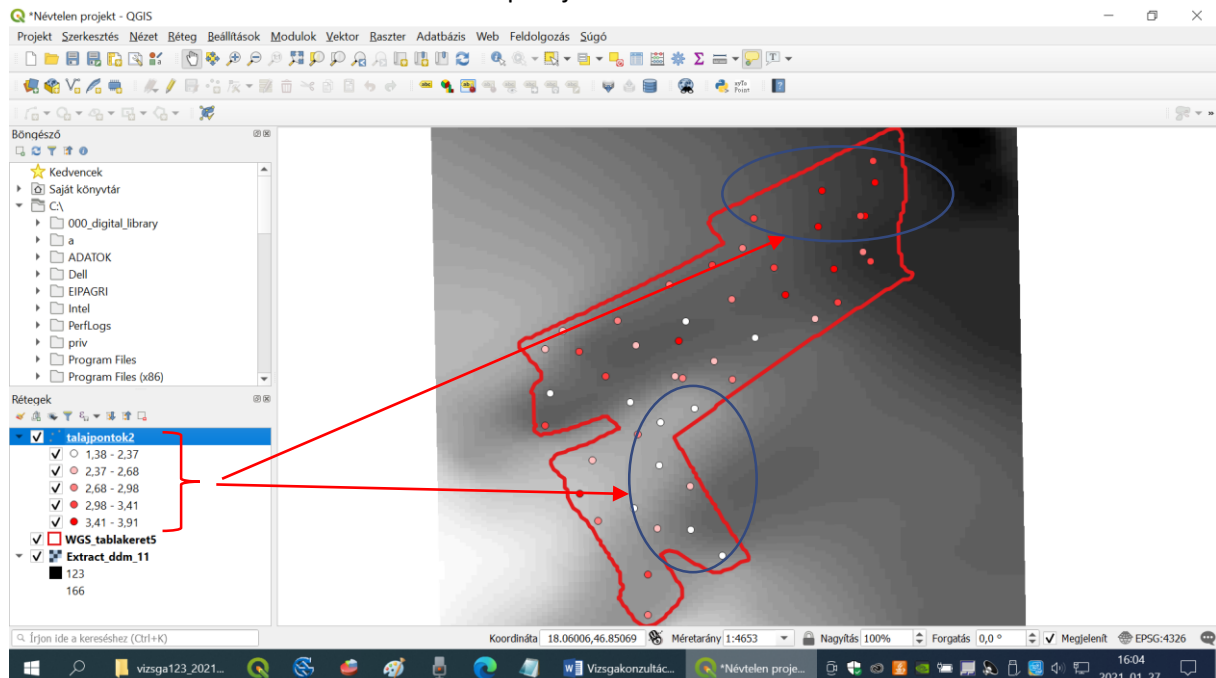 *Névtelen projekt - QGIS
Projekt Szerkesztés Nézet Réteg Beállítások Modulok Vektor Raszter Adatbázis Web Feldolgozás Súgó
Böngésző
Kedvencek
Saját könyvtár
C:\
000_digital_library
a
ADATOK
Dell
EIPAGRI
Intel
PerfLogs
priv
Program Files
Program Files (x86)
Rétegek
talajpontok2
1,38 - 2,37
2,37 - 2,68
2,68 - 2,98
2,98 - 3,41
3,41 - 3,91
WGS_tablakeret5
Extract_ddm_11
123
166
Írjon ide a kereséshez (Ctrl+K)
Koordináta 18.06006,46.85069 Méretarány 1:4653 Nagyítás 100% Forgatás 0,0 ° Megjelenít EPSG:4326
vizsga123_2021... Vizsgakonzultác... *Névtelen proje... 16:04
2021. 01. 27.